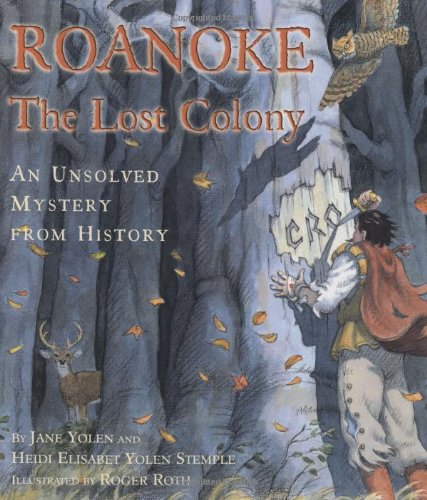 ROANOKE
The Lost Colony
AN UNSOLVED
MYSTERY
FROM HISTORY
CRO
BY JANE YOLEN AND
HEIDI ELISABET YOLEN STEMPLE
ILLUSTRATED BY ROGER ROTH